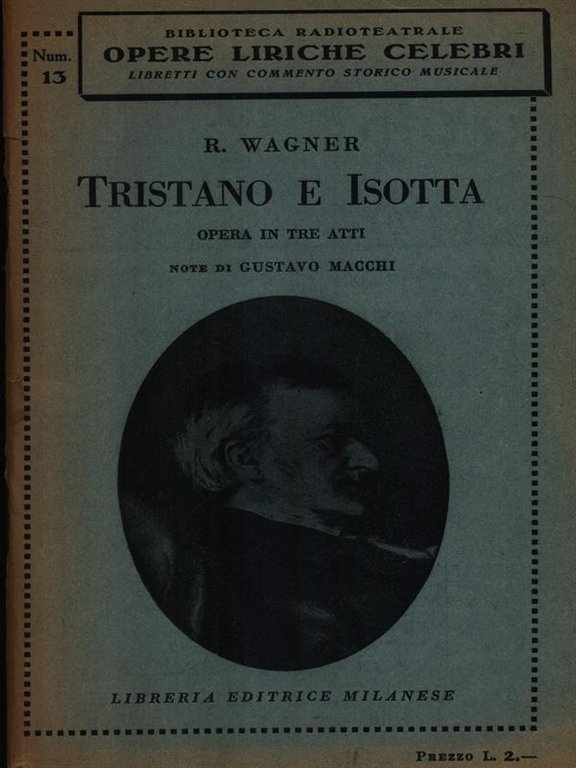 BIBLIOTECA RADIOTEATRALE
OPERE LIRICHE CELEBRI
LIBRETTI CON COMMENTO STORICO MUSICALE
Num.
13
R. WAGNER
TRISTANO E ISOTTA
OPERA IN TRE ATTI
NOTE DI GUSTAVO MACCHI
LIBRERIA EDITRICE MILANESE
PREZZO L. 2.—